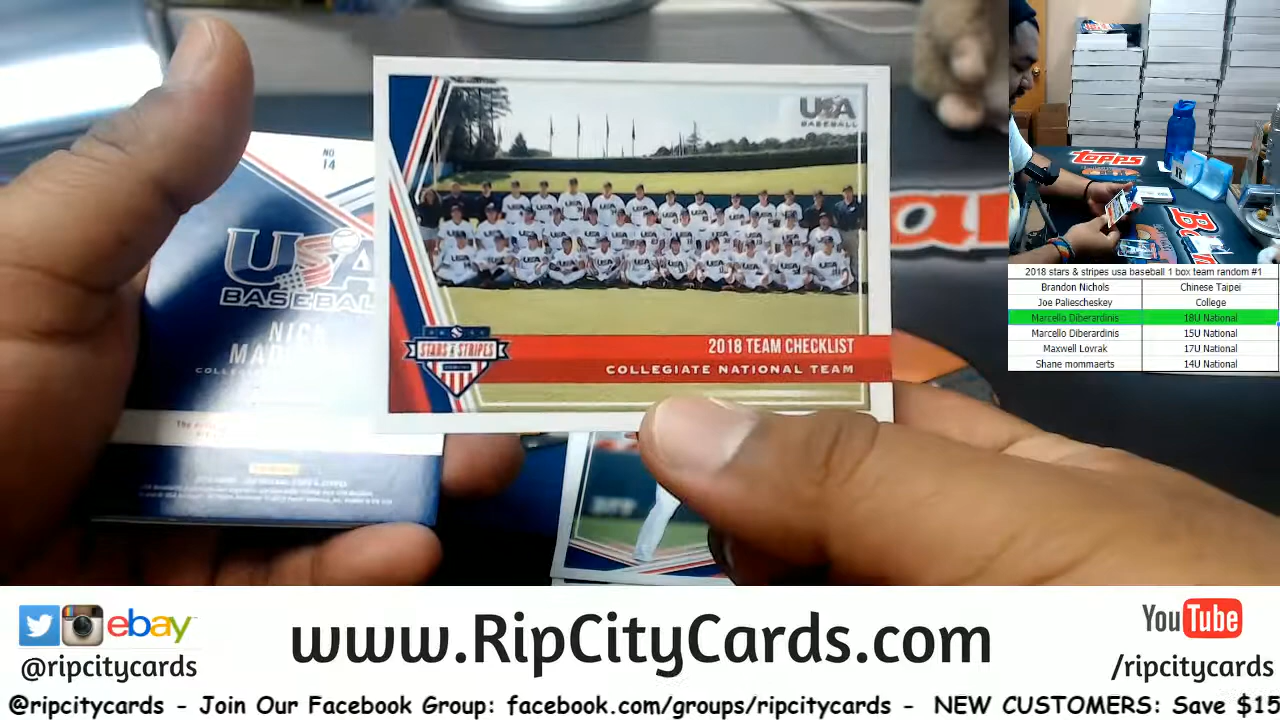 NO
14
USA
BASEBALL
USA
BASEBALL
STARS & STRIPES
2018 TEAM CHECKLIST
COLLEGIATE NATIONAL TEAM
topps
2018 stars & stripes usa baseball 1 box team random #1
Brandon Nichols Chinese Taipei
Joe Paliescheskey College
Marcello Diberardinis 18U National
Marcello Diberardinis 15U National
Maxwell Lovrak 17U National
Shane mommaerts 14U National
ebay
@ripcitycards
www.RipCityCards.com
YouTube
/ripcitycards
@ripcitycards - Join Our Facebook Group: facebook.com/groups/ripcitycards - NEW CUSTOMERS: Save $15